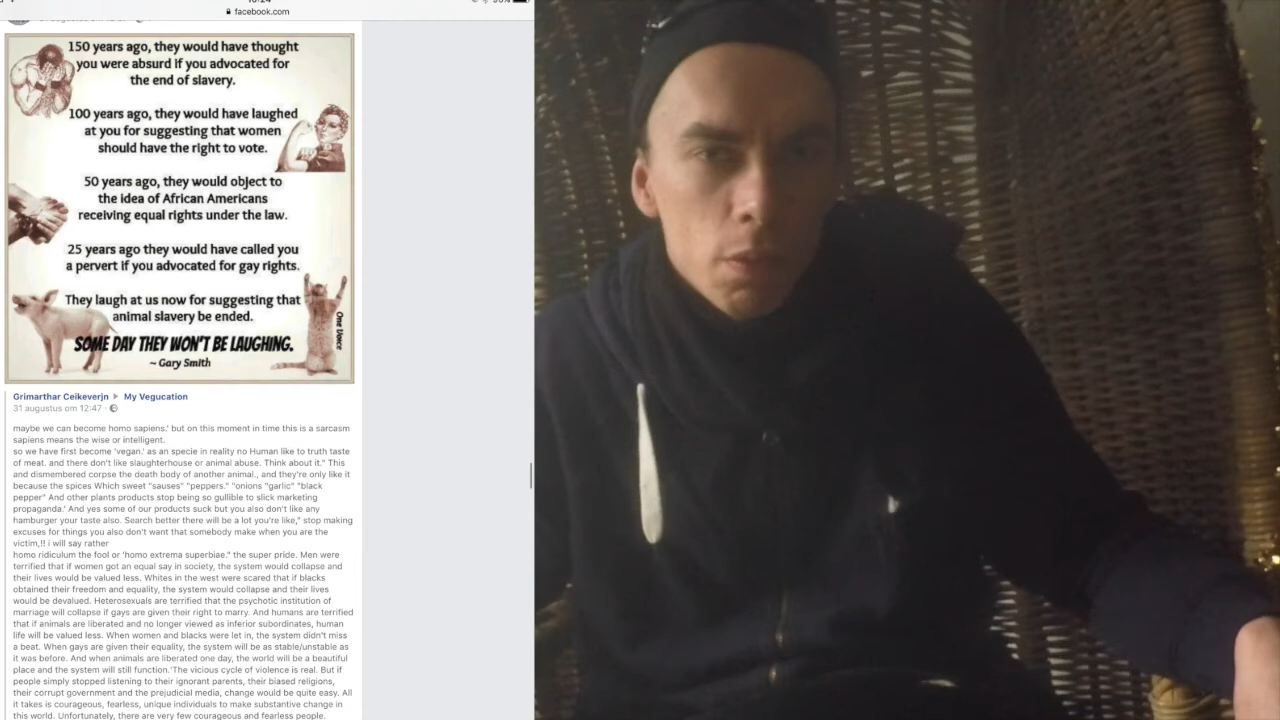 facebook.com
150 years ago, they would have thought
you were absurd if you advocated for
the end of slavery.
100 years ago, they would have laughed
at you for suggesting that women
should have the right to vote.
50 years ago, they would object to
the idea of African Americans
receiving equal rights under the law.
25 years ago they would have called you
a pervert if you advocated for gay rights.
They laugh at us now for suggesting that
animal slavery be ended.
One Voice
SOME DAY THEY WON'T BE LAUGHING.
~ Gary Smith
Grimarthar Ceikeverjn ▸ My Vegucation
31 augustus om 12:47 ·
maybe we can become homo sapiens.' but on this moment in time this is a sarcasm
sapiens means the wise or intelligent.
so we have first become 'vegan.' as an specie in reality no Human like to truth taste
of meat. and there don't like slaughterhouse or animal abuse. Think about it." This
and dismembered corpse the death body of another animal., and they're only like it
because the spices Which sweet "sauses" "peppers." "onions "garlic" "black
pepper" And other plants products stop being so gullible to slick marketing
propaganda.' And yes some of our products suck but you also don't like any
hamburger your taste also. Search better there will be a lot you're like," stop making
excuses for things you also don't want that somebody make when you are the
victim,!! i will say rather
homo ridiculum the fool or 'homo extrema superbiae." the super pride. Men were
terrified that if women got an equal say in society, the system would collapse and
their lives would be valued less. Whites in the west were scared that if blacks
obtained their freedom and equality, the system would collapse and their lives
would be devalued. Heterosexuals are terrified that the psychotic institution of
marriage will collapse if gays are given their right to marry. And humans are terrified
that if animals are liberated and no longer viewed as inferior subordinates, human
life will be valued less. When women and blacks were let in, the system didn't miss
a beat. When gays are given their equality, the system will be as stable/unstable as
it was before. And when animals are liberated one day, the world will be a beautiful
place and the system will still function.'The vicious cycle of violence is real. But if
people simply stopped listening to their ignorant parents, their biased religions,
their corrupt government and the prejudicial media, change would be quite easy. All
it takes is courageous, fearless, unique individuals to make substantive change in
this world. Unfortunately, there are very few courageous and fearless people.